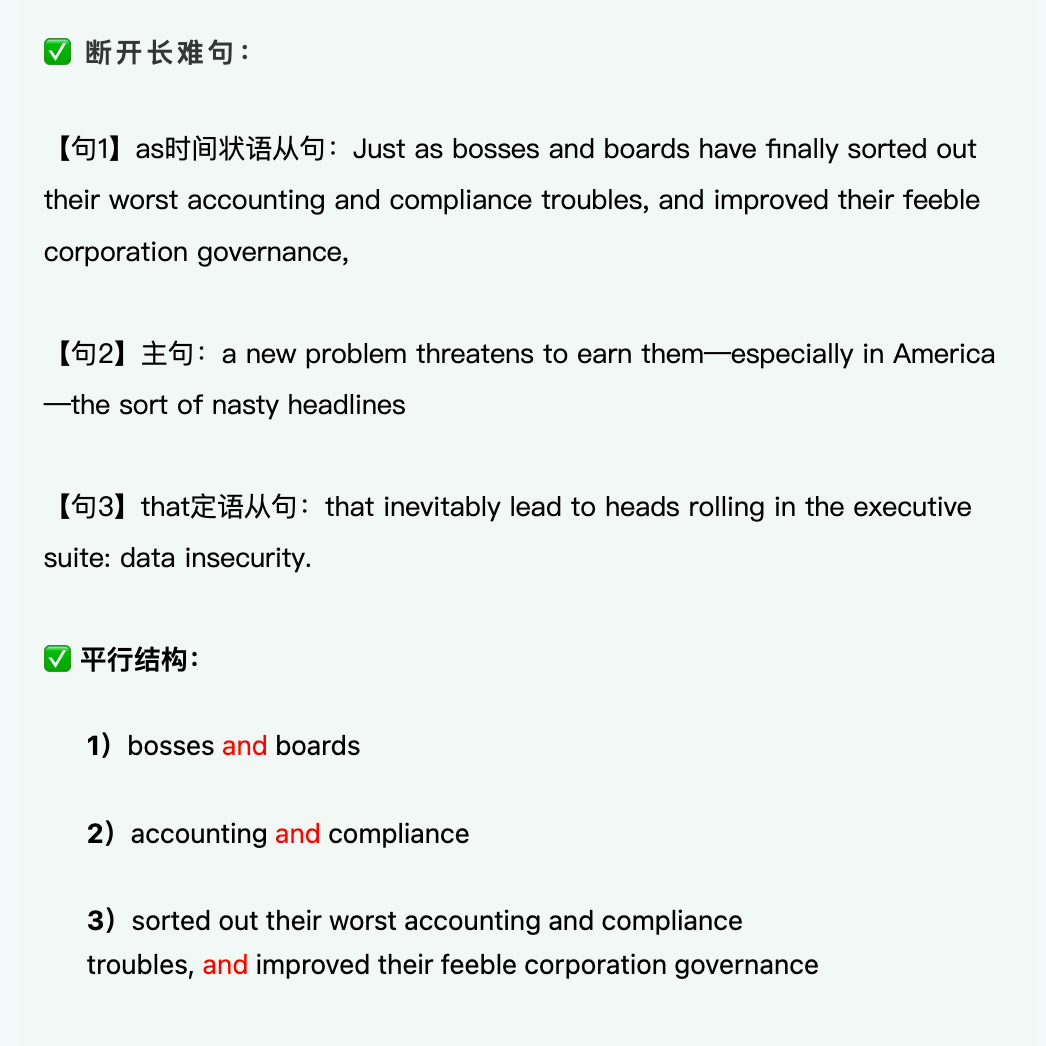 ✅ 断开长难句：
【句1】as时间状语从句：Just as bosses and boards have finally sorted out
their worst accounting and compliance troubles, and improved their feeble
corporation governance,
【句2】主句：a new problem threatens to earn them—especially in America
—the sort of nasty headlines
【句3】that定语从句：that inevitably lead to heads rolling in the executive
suite: data insecurity.
✅ 平行结构：
1）bosses and boards
2）accounting and compliance
3）sorted out their worst accounting and compliance
troubles, and improved their feeble corporation governance